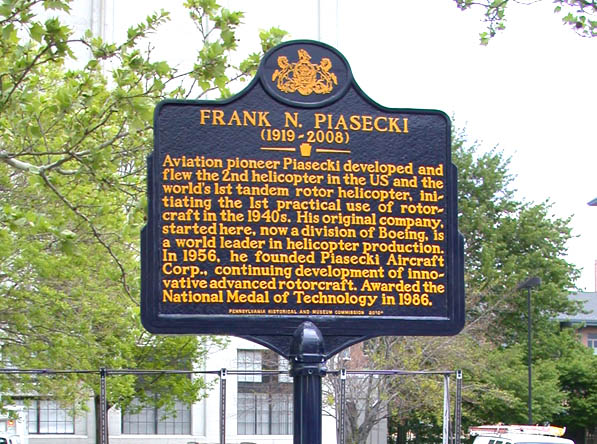 FRANK N. PIASECKI
(1919-2008)
Aviation pioneer Piasecki developed and
flew the 2nd helicopter in the US and the
world's 1st tandem rotor helicopter, ini-
tiating the 1st practical use of rotor-
craft in the 1940s. His original company,
started here, now a division of Boeing, is
a world leader in helicopter production.
In 1956, he founded Piasecki Aircraft
Corp., continuing development of inno-
vative advanced rotorcraft. Awarded the
National Medal of Technology in 1986.
PENNSYLVANIA HISTORICAL AND MUSEUM COMMISSION 2010